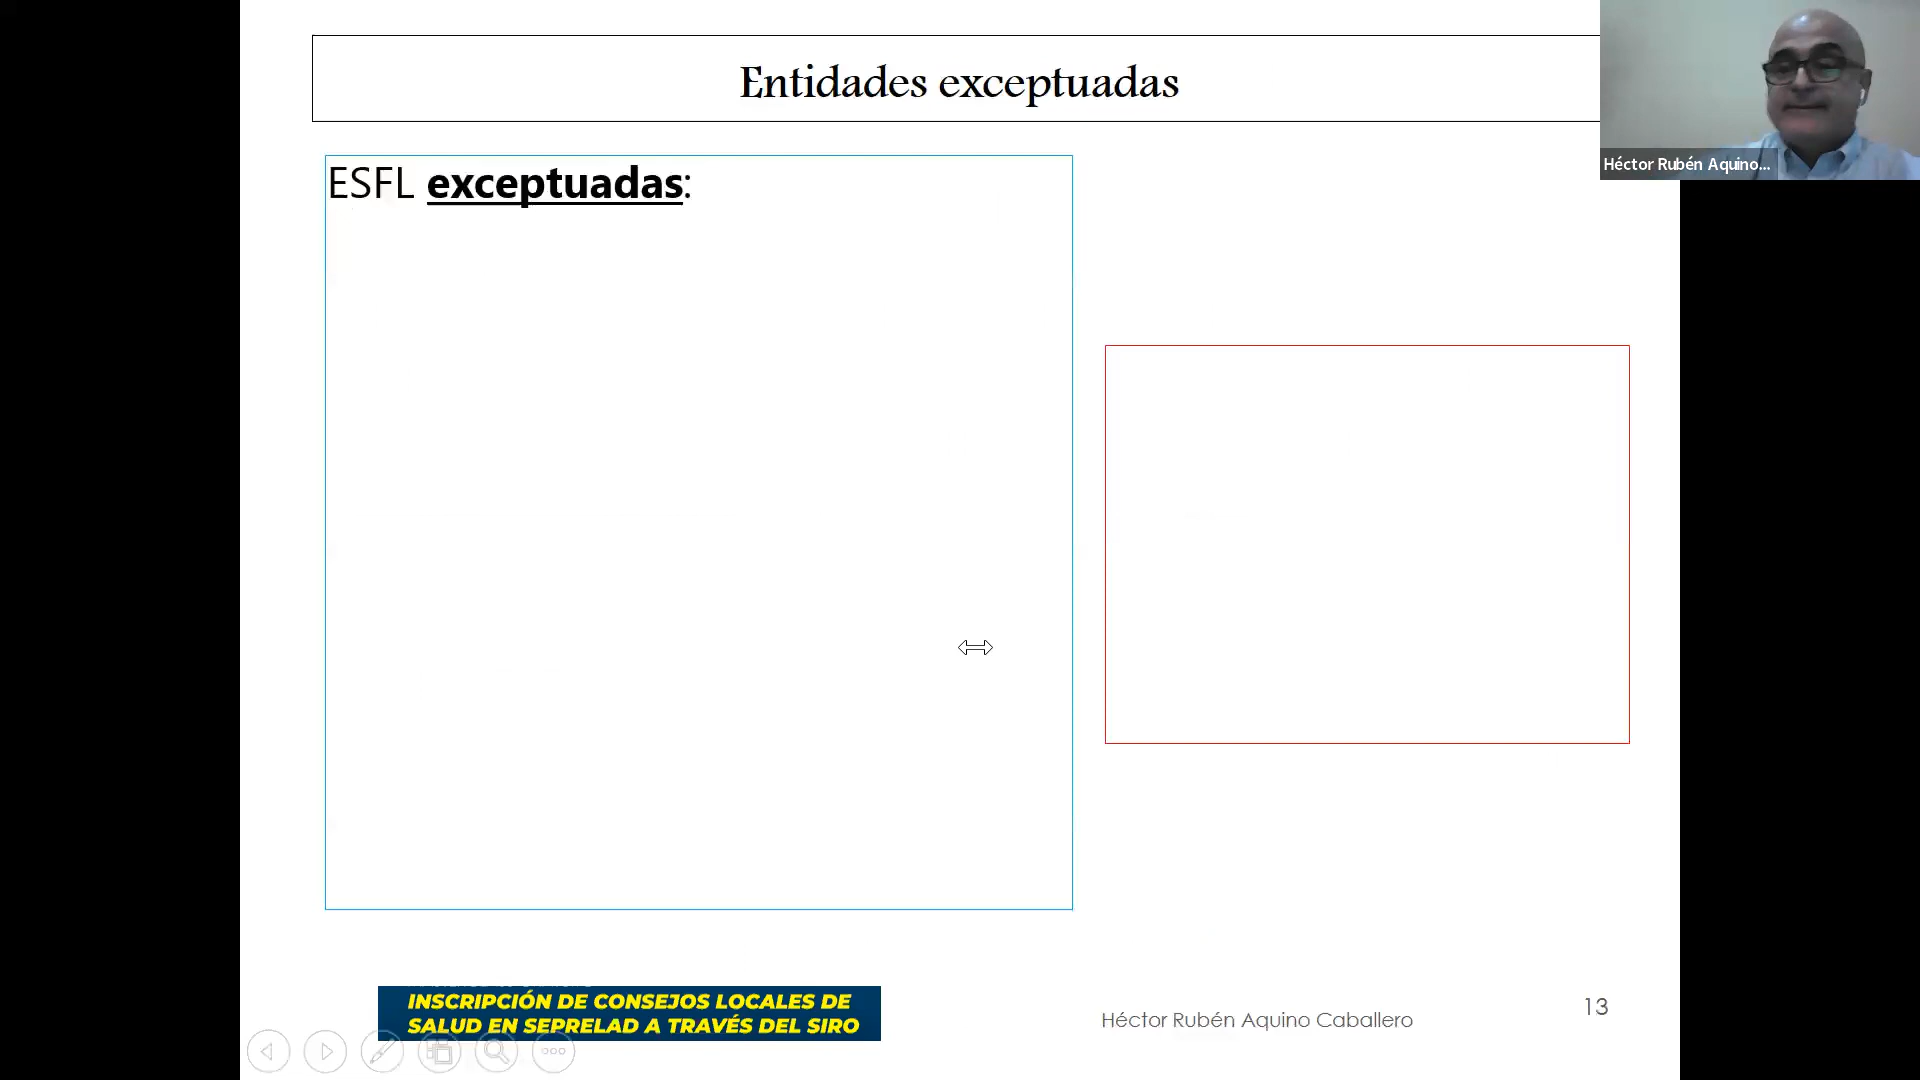 Entidades exceptuadas
Héctor Rubén Aquino...
ESFL exceptuadas:
INSCRIPCIÓN DE CONSEJOS LOCALES DE
SALUD EN SEPRELAD A TRAVÉS DEL SIRO
Héctor Rubén Aquino Caballero
13